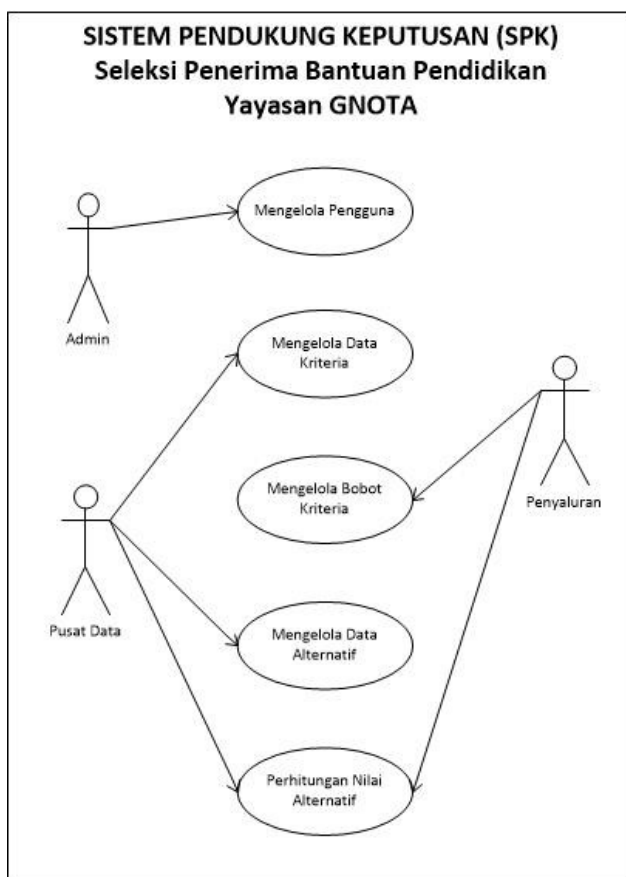 SISTEM PENDUKUNG KEPUTUSAN (SPK)
Seleksi Penerima Bantuan Pendidikan
Yayasan GNOTA
Mengelola Pengguna
Admin
Mengelola Data
Kriteria
Mengelola Bobot
Kriteria
Penyaluran
Pusat Data
Mengelola Data
Alternatif
Perhitungan Nilai
Alternatif